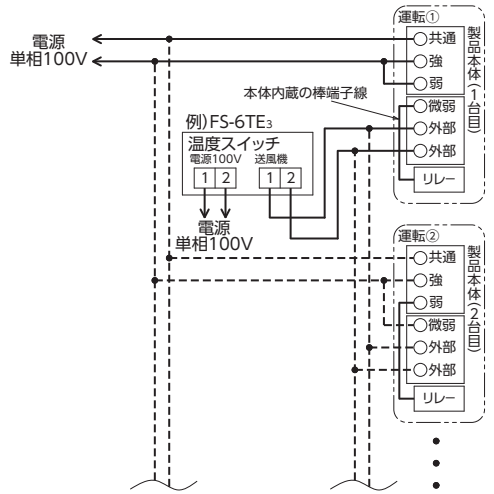 運転①
電源
単相100V
共通
強
弱
製品本体(1台目)
本体内蔵の棒端子線
微弱
外部
外部
リレー
例)FS-6TE3
温度スイッチ
電源100V 送風機
1 2 1 2
電源
単相100V
運転②
共通
強
弱
製品本体(2台目)
微弱
外部
外部
リレー